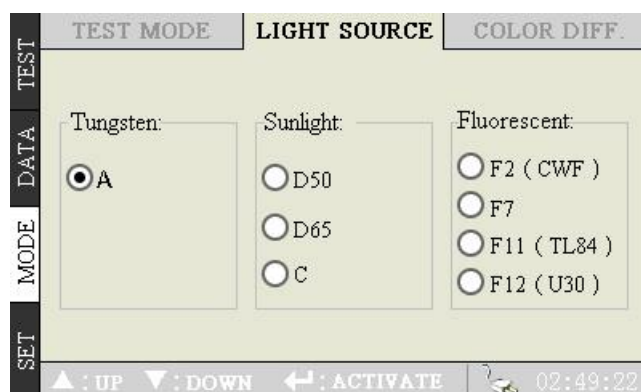 TEST MODE LIGHT SOURCE COLOR DIFF.
TEST
DATA
MODE
SET
Tungsten:
A
Sunlight:
D50
D65
C
Fluorescent:
F2 ( CWF )
F7
F11 ( TL84 )
F12 ( U30 )
▲ : UP ▼ : DOWN ↵ : ACTIVATE 02:49:22